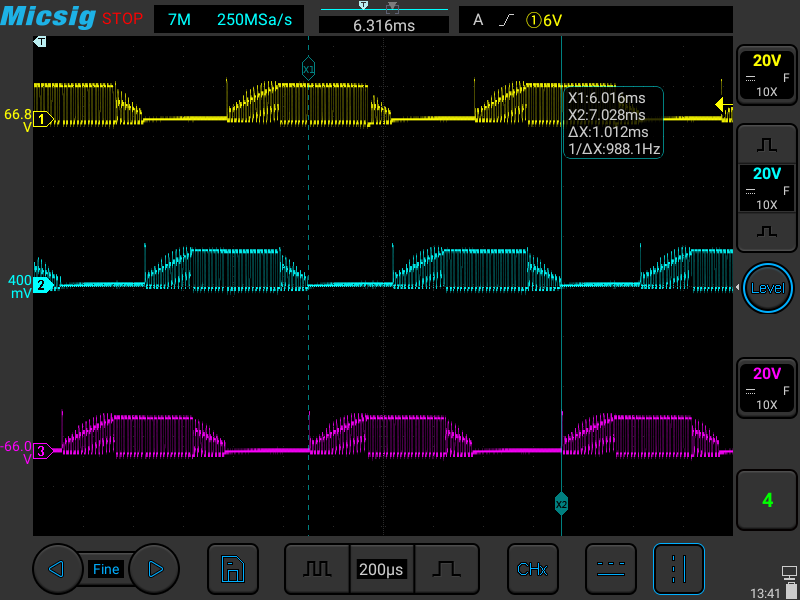 Micsig STOP 7M 250MSa/s 6.316ms A ①6V
T
T
X1
20V
F
10X
66.8
V
1
X1:6.016ms
X2:7.028ms
ΔX:1.012ms
1/ΔX:988.1Hz
20V
F
10X
400
mV
2
Level
20V
F
10X
-66.0
V
3
X2
4
Fine
200µs
CHx
13:41